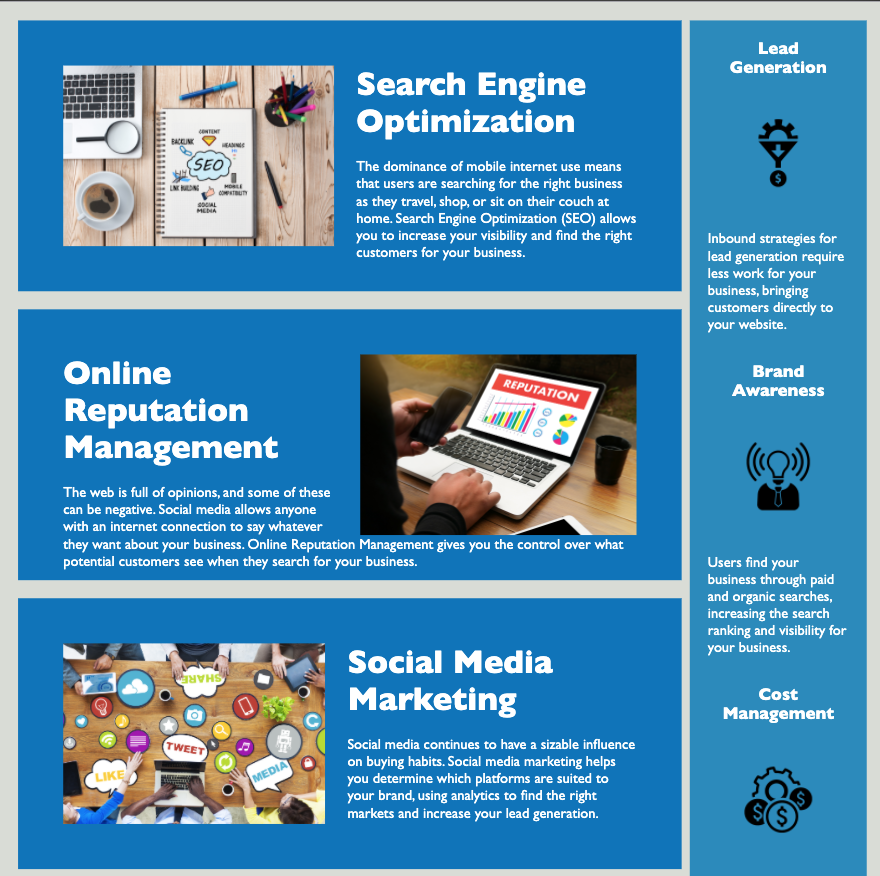 Search Engine
Optimization
CONTENT
BACKLINK
HEADINGS
SEO
LINK BUILDING
MOBILE
COMPATIBILITY
SOCIAL
MEDIA
The dominance of mobile internet use means
that users are searching for the right business
as they travel, shop, or sit on their couch at
home. Search Engine Optimization (SEO) allows
you to increase your visibility and find the right
customers for your business.
Online
Reputation
Management
REPUTATION
The web is full of opinions, and some of these
can be negative. Social media allows anyone
with an internet connection to say whatever
they want about your business. Online Reputation Management gives you the control over what
potential customers see when they search for your business.
SHARE
TWEET
LIKE
MEDIA
Social Media
Marketing
Social media continues to have a sizable influence
on buying habits. Social media marketing helps
you determine which platforms are suited to
your brand, using analytics to find the right
markets and increase your lead generation.
Lead
Generation
$
Inbound strategies for
lead generation require
less work for your
business, bringing
customers directly to
your website.
Brand
Awareness
Users find your
business through paid
and organic searches,
increasing the search
ranking and visibility for
your business.
Cost
Management
$ $ $